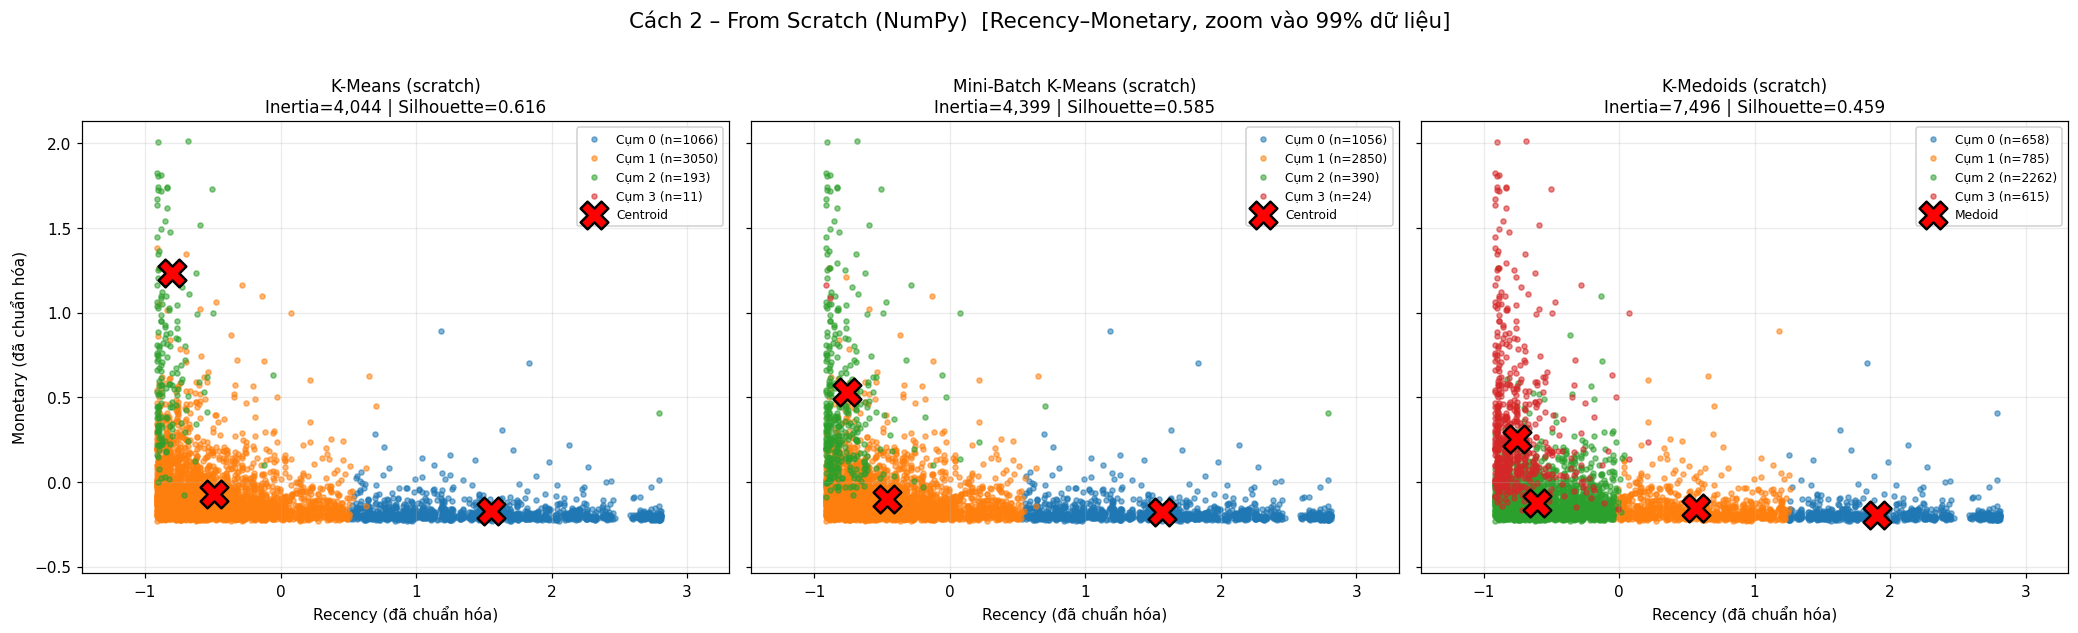 Cách 2 – From Scratch (NumPy)  [Recency–Monetary, zoom vào 99% dữ liệu]
K-Means (scratch)
Inertia=4,044 | Silhouette=0.616
Monetary (đã chuẩn hóa)
2.0
1.5
1.0
0.5
0.0
−0.5
−1 0 1 2 3
Recency (đã chuẩn hóa)
Cụm 0 (n=1066)
Cụm 1 (n=3050)
Cụm 2 (n=193)
Cụm 3 (n=11)
Centroid
Mini-Batch K-Means (scratch)
Inertia=4,399 | Silhouette=0.585
Cụm 0 (n=1056)
Cụm 1 (n=2850)
Cụm 2 (n=390)
Cụm 3 (n=24)
Centroid
−1 0 1 2 3
Recency (đã chuẩn hóa)
K-Medoids (scratch)
Inertia=7,496 | Silhouette=0.459
Cụm 0 (n=658)
Cụm 1 (n=785)
Cụm 2 (n=2262)
Cụm 3 (n=615)
Medoid
−1 0 1 2 3
Recency (đã chuẩn hóa)